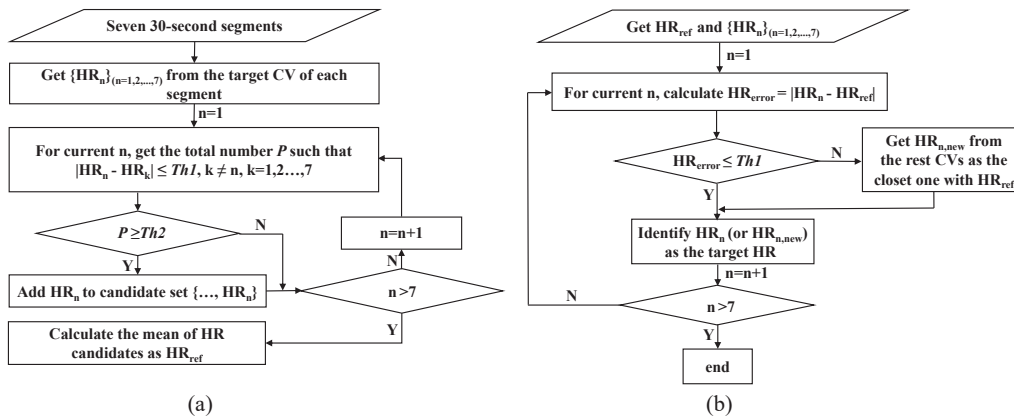 Seven 30-second segments
Get {HRn}(n=1,2,...,7) from the target CV of each
segment
n=1
For current n, get the total number P such that
|HRn - HRk| ≤ Th1, k ≠ n, k=1,2…,7
P ≥Th2
N
Y
n=n+1
N
Add HRn to candidate set {…, HRn}
n >7
Y
Calculate the mean of HR
candidates as HRref
(a)
Get HRref and {HRn}(n=1,2,...,7)
n=1
For current n, calculate HRerror = |HRn - HRref|
HRerror ≤ Th1
N
Y
Get HRn,new from
the rest CVs as the
closet one with HRref
Identify HRn (or HRn,new)
as the target HR
n=n+1
N
n >7
Y
end
(b)